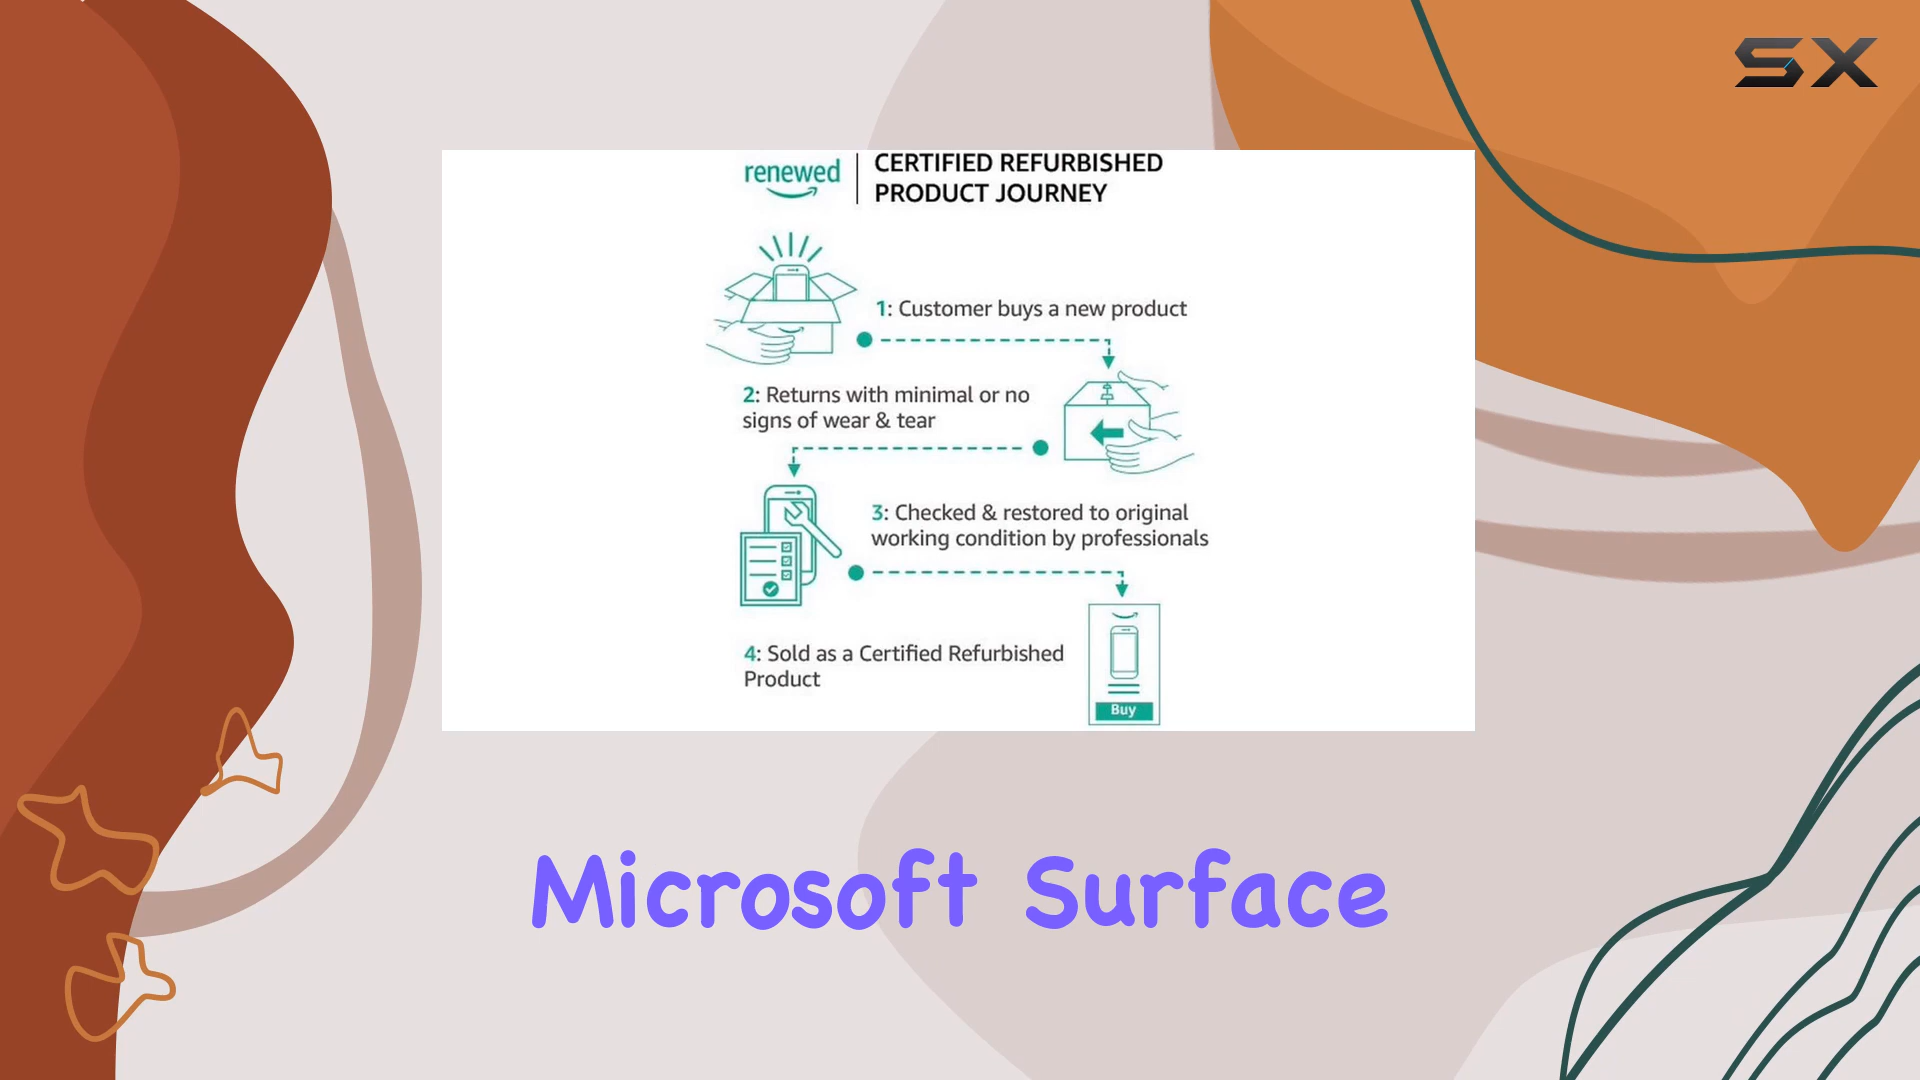 SX
renewed
CERTIFIED REFURBISHED
PRODUCT JOURNEY
1: Customer buys a new product
2: Returns with minimal or no
signs of wear & tear
3: Checked & restored to original
working condition by professionals
4: Sold as a Certified Refurbished
Product
Buy
Microsoft Surface